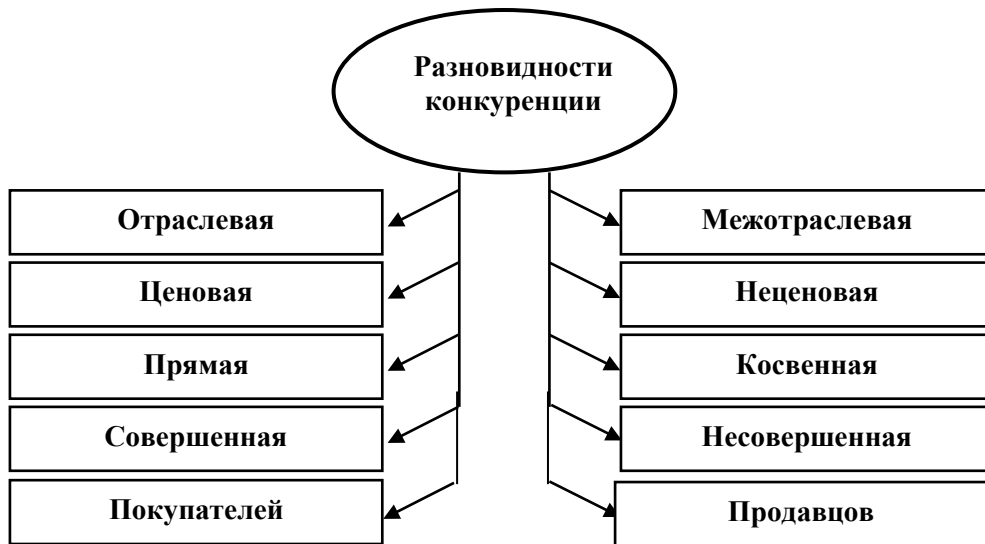 Разновидности
конкуренции
Отраслевая
Межотраслевая
Ценовая
Неценовая
Прямая
Косвенная
Совершенная
Несовершенная
Покупателей
Продавцов